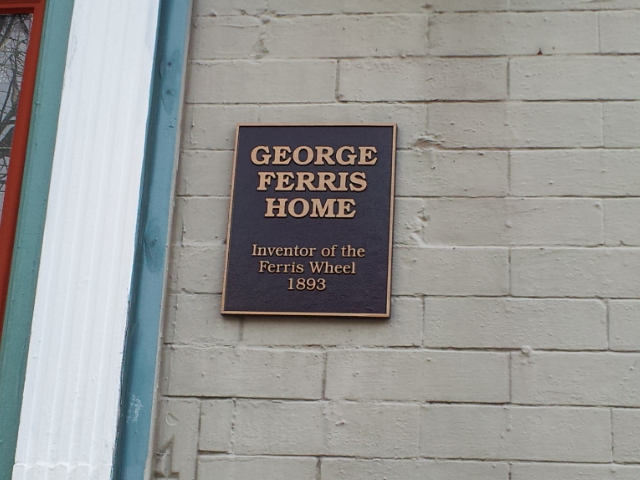 GEORGE
FERRIS
HOME
Inventor of the
Ferris Wheel
1893